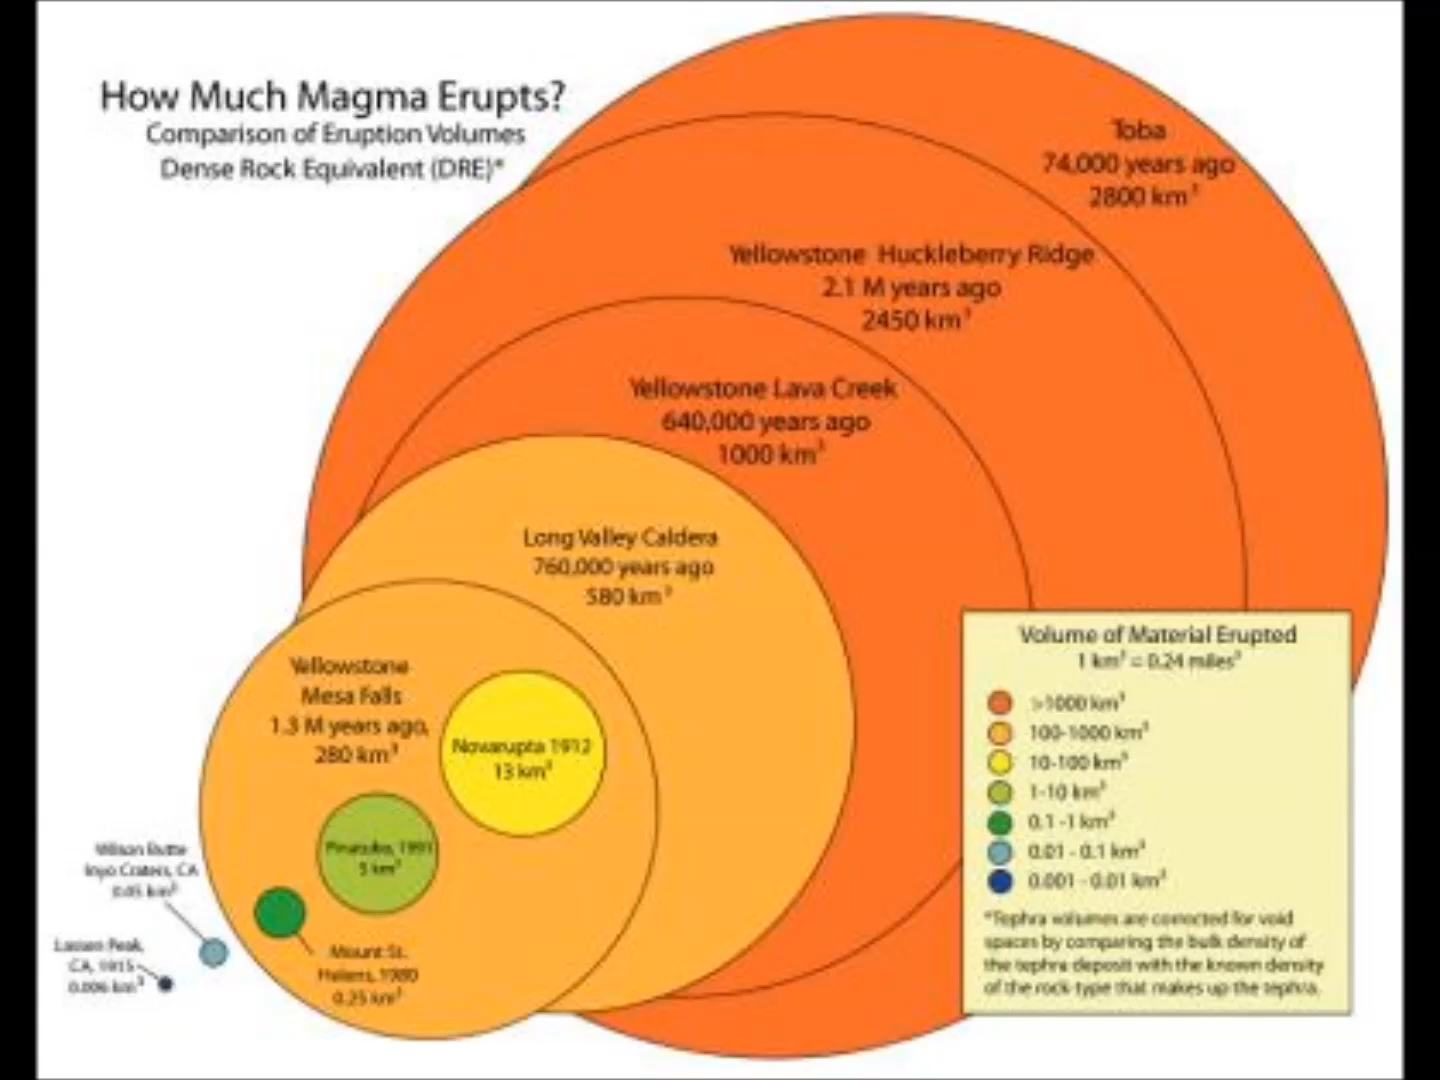 How Much Magma Erupts?
Comparison of Eruption Volumes
Dense Rock Equivalent (DRE)*
Toba
74,000 years ago
2800 km³
Yellowstone Huckleberry Ridge
2.1 M years ago
2450 km³
Yellowstone Lava Creek
640,000 years ago
1000 km³
Long Valley Caldera
760,000 years ago
580 km³
Yellowstone
Mesa Falls
1.3 M years ago,
280 km³
Novarupta 1912
13 km³
Pinatubo, 1991
5 km³
Mount St.
Helens, 1980
0.25 km³
Wilson Butte
Inyo Craters, CA
0.05 km³
Lassen Peak,
CA, 1915
0.006 km³
Volume of Material Erupted
1 km³ = 0.24 miles³
>1000 km³
100-1000 km³
10-100 km³
1-10 km³
0.1 -1 km³
0.01 - 0.1 km³
0.001 - 0.01 km³
*Tephra volumes are corrected for void
spaces by comparing the bulk density of
the tephra deposit with the known density
of the rock type that makes up the tephra.